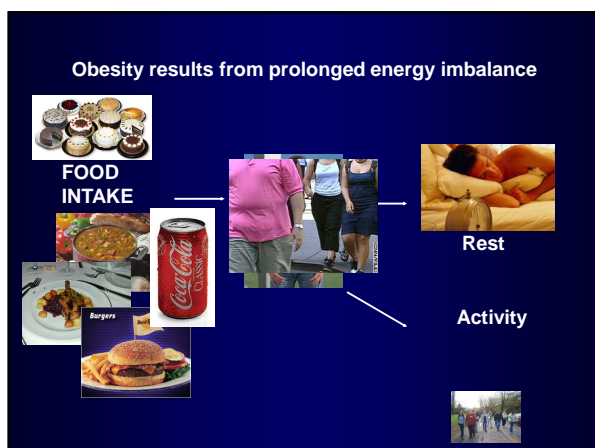 Obesity results from prolonged energy imbalance
FOOD
INTAKE
Rest
Activity
Coca-Cola
CLASSIC
Burgers